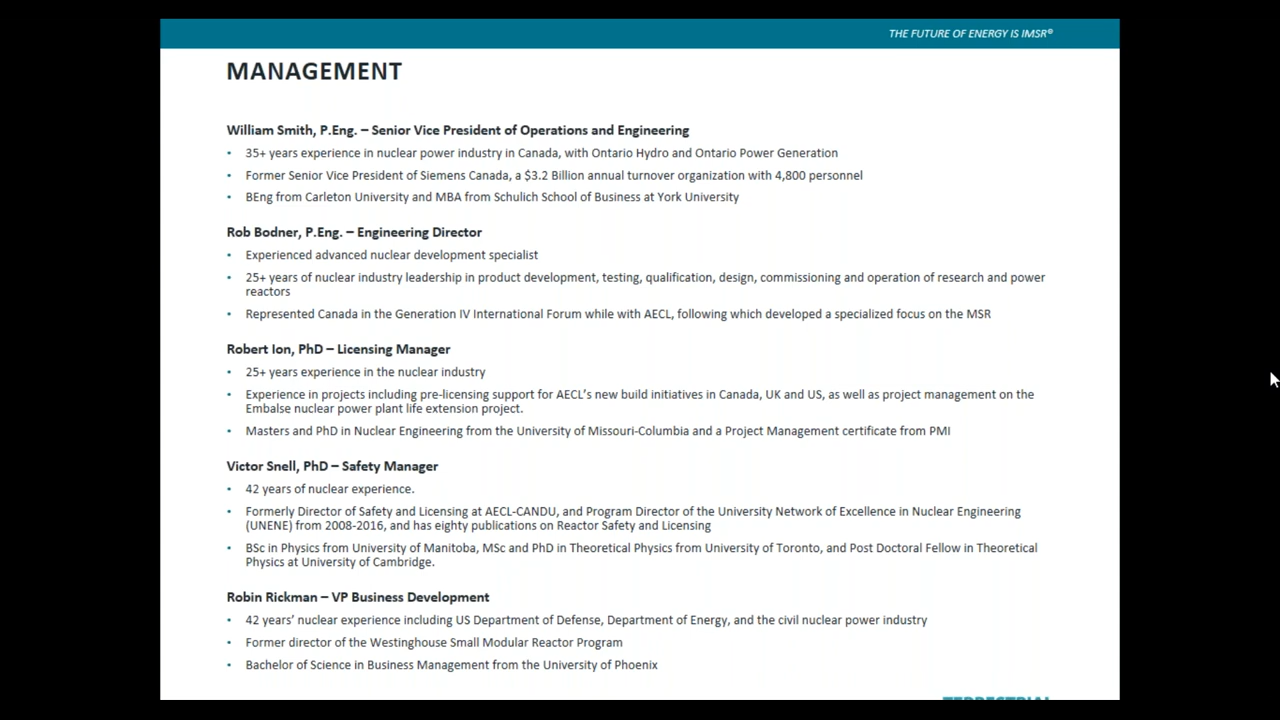 THE FUTURE OF ENERGY IS IMSR®
MANAGEMENT
William Smith, P.Eng. – Senior Vice President of Operations and Engineering
• 35+ years experience in nuclear power industry in Canada, with Ontario Hydro and Ontario Power Generation
• Former Senior Vice President of Siemens Canada, a $3.2 Billion annual turnover organization with 4,800 personnel
• BEng from Carleton University and MBA from Schulich School of Business at York University
Rob Bodner, P.Eng. – Engineering Director
• Experienced advanced nuclear development specialist
• 25+ years of nuclear industry leadership in product development, testing, qualification, design, commissioning and operation of research and power
reactors
• Represented Canada in the Generation IV International Forum while with AECL, following which developed a specialized focus on the MSR
Robert Ion, PhD – Licensing Manager
• 25+ years experience in the nuclear industry
• Experience in projects including pre-licensing support for AECL's new build initiatives in Canada, UK and US, as well as project management on the
Embalse nuclear power plant life extension project.
• Masters and PhD in Nuclear Engineering from the University of Missouri-Columbia and a Project Management certificate from PMI
Victor Snell, PhD – Safety Manager
• 42 years of nuclear experience.
• Formerly Director of Safety and Licensing at AECL-CANDU, and Program Director of the University Network of Excellence in Nuclear Engineering
(UNENE) from 2008-2016, and has eighty publications on Reactor Safety and Licensing
• BSc in Physics from University of Manitoba, MSc and PhD in Theoretical Physics from University of Toronto, and Post Doctoral Fellow in Theoretical
Physics at University of Cambridge.
Robin Rickman – VP Business Development
• 42 years' nuclear experience including US Department of Defense, Department of Energy, and the civil nuclear power industry
• Former director of the Westinghouse Small Modular Reactor Program
• Bachelor of Science in Business Management from the University of Phoenix
TERRESTRIAL